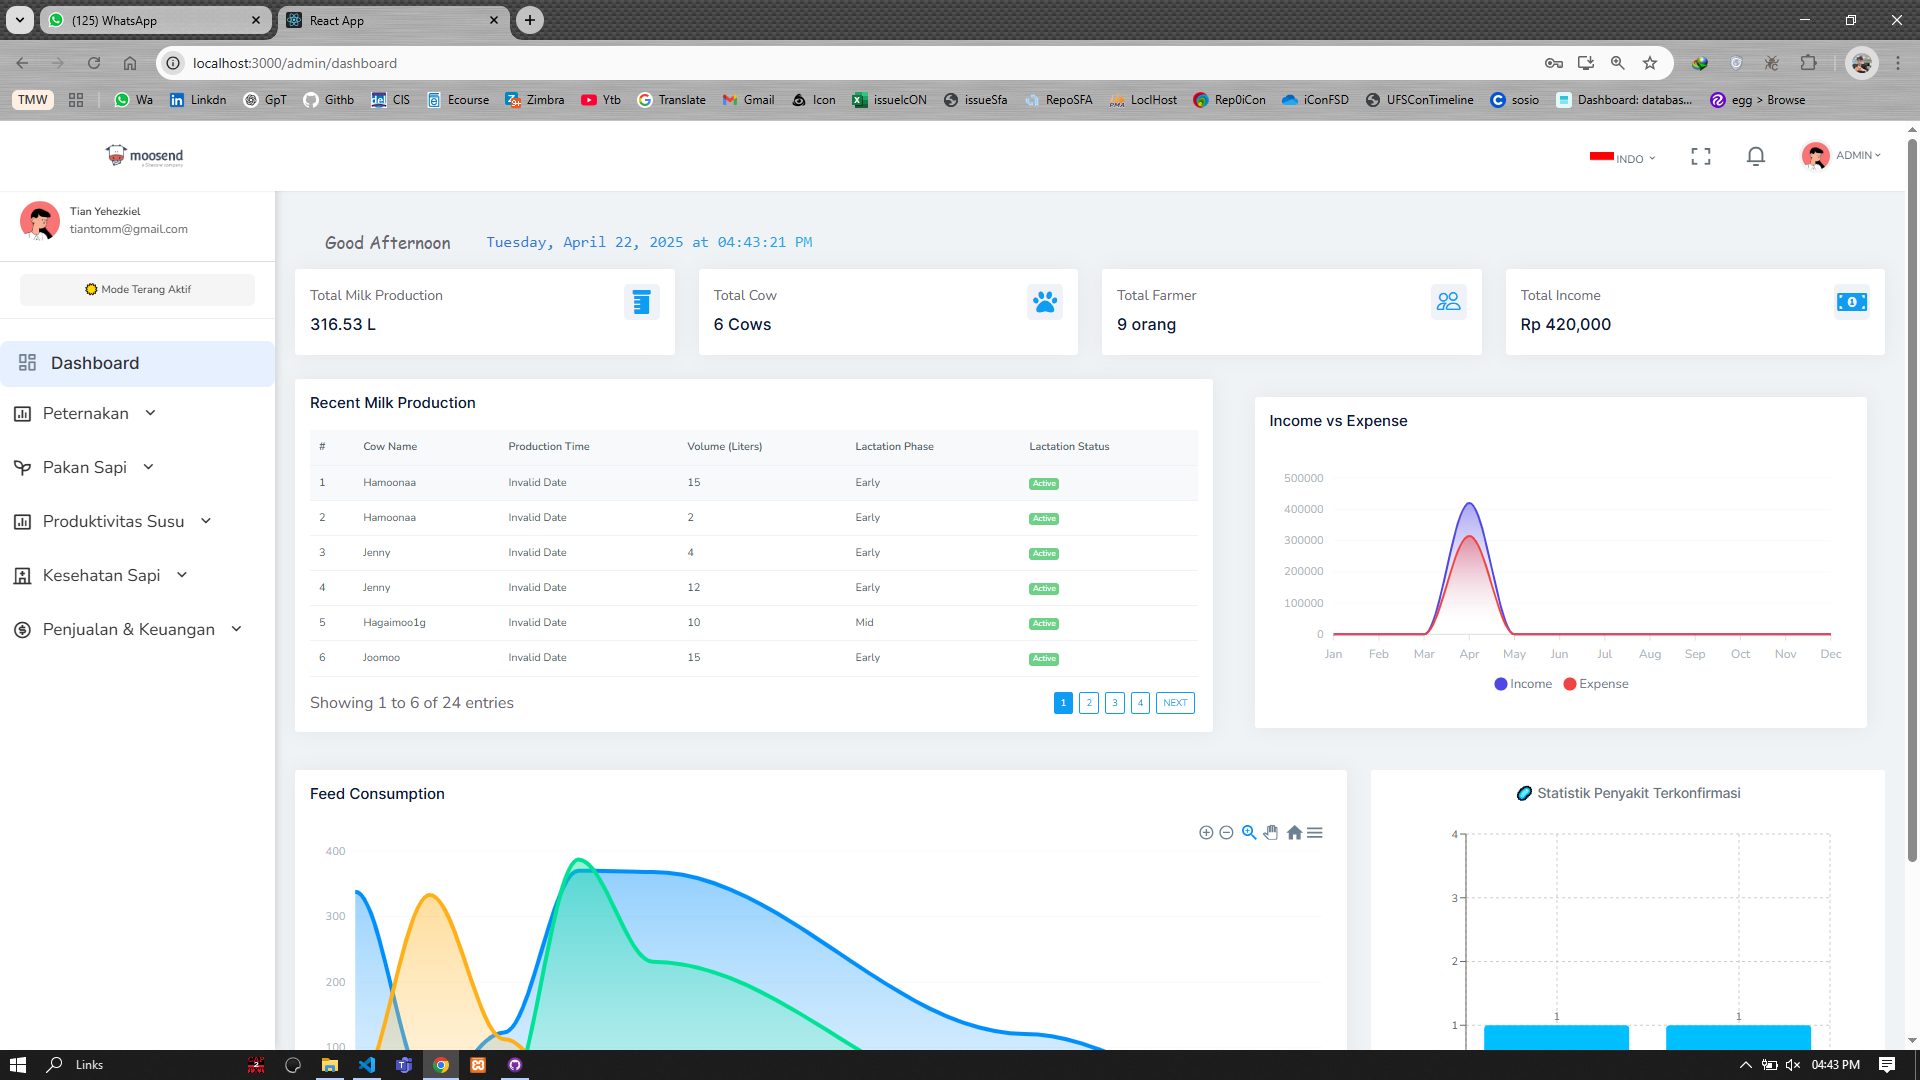 (125) WhatsApp
React App
localhost:3000/admin/dashboard
TMW
Wa
Linkdn
GpT
Githb
CIS
Ecourse
Zimbra
Ytb
Translate
Gmail
Icon
issueIcON
issueSfa
RepoSFA
LoclHost
Rep0iCon
iConFSD
UFSConTimeline
sosio
Dashboard: databas...
egg > Browse
moosend
INDO
ADMIN
Tian Yehezkiel
tiantomm@gmail.com
Mode Terang Aktif
Dashboard
Peternakan
Pakan Sapi
Produktivitas Susu
Kesehatan Sapi
Penjualan & Keuangan
Good Afternoon
Tuesday, April 22, 2025 at 04:43:21 PM
Total Milk Production
316.53 L
Total Cow
6 Cows
Total Farmer
9 orang
Total Income
Rp 420,000
Recent Milk Production
# Cow Name Production Time Volume (Liters) Lactation Phase Lactation Status
1 Hamoonaa Invalid Date 15 Early Active
2 Hamoonaa Invalid Date 2 Early Active
3 Jenny Invalid Date 4 Early Active
4 Jenny Invalid Date 12 Early Active
5 Hagaimoo1g Invalid Date 10 Mid Active
6 Joomoo Invalid Date 15 Early Active
Showing 1 to 6 of 24 entries
1 2 3 4 NEXT
Income vs Expense
500000
400000
300000
200000
100000
0
Jan Feb Mar Apr May Jun Jul Aug Sep Oct Nov Dec
Income Expense
Feed Consumption
400
300
200
100
Statistik Penyakit Terkonfirmasi
4
3
2
1
1 1
Links
04:43 PM